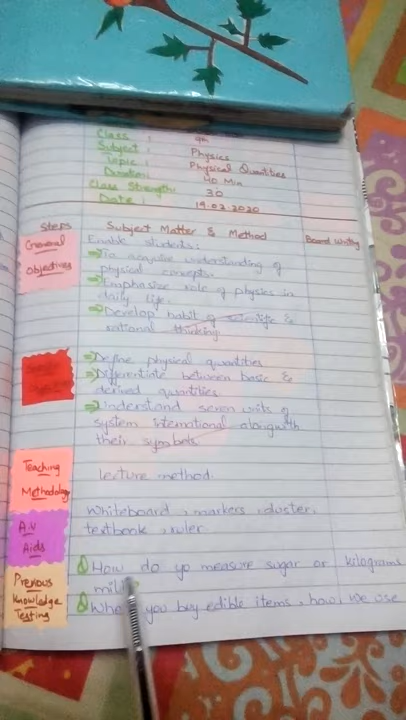 Class : 9th
Subject : Physics
Topic : Physical Quantities
Duration: 40 Min
Class Strength: 30
Date : 19.02.2020
Steps Subject Matter & Method Board Writing
General Enable students:
Objectives
=> To acquire understanding of
physical concepts.
=> Emphasize role of physics in
daily life.
=> Develop habit of scientific &
rational thinking
=> Define physical quantities
=> Differentiate between basic &
derived quantities
=> Understand seven units of
system international alongwith
their symbols
Teaching
Methodology
lecture method.
A.V
Aids
Whiteboard, markers, duster,
textbook, ruler.
Previous
Knowledge
Testing
How do yo measure sugar or kilograms
you buy edible items, how we use